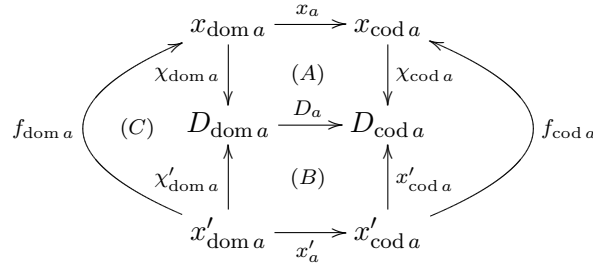 x_{dom a} x_a x_{cod a}
χ_{dom a} (A) χ_{cod a}
f_{dom a} (C) D_{dom a} D_a D_{cod a} f_{cod a}
χ'_{dom a} (B) x'_{cod a}
x'_{dom a} x'_a x'_{cod a}